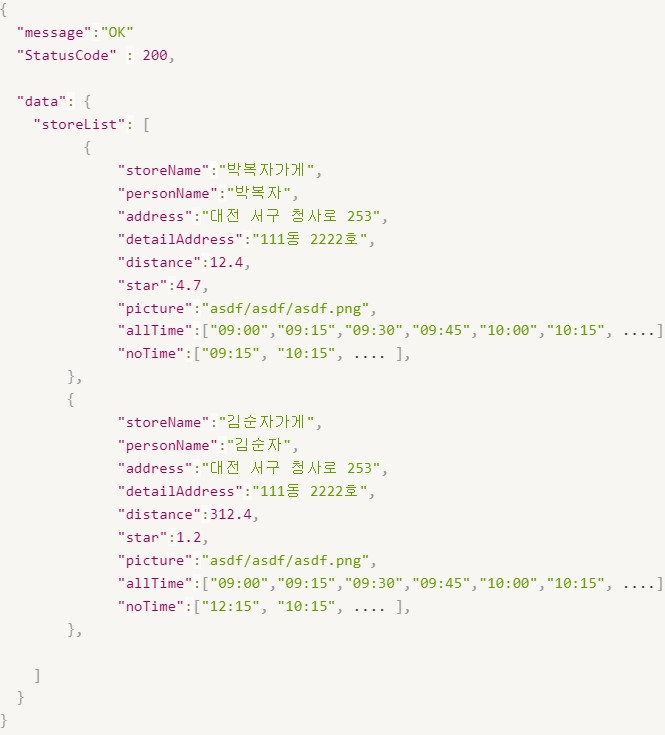 {
  "message":"OK"
  "StatusCode" : 200,

  "data": {
    "storeList": [
          {
              "storeName":"박복자가게",
              "personName":"박복자",
              "address":"대전 서구 청사로 253",
              "detailAddress":"111동 2222호",
              "distance":12.4,
              "star":4.7,
              "picture":"asdf/asdf/asdf.png",
              "allTime":["09:00","09:15","09:30","09:45","10:00","10:15", ....]
              "noTime":["09:15", "10:15", .... ],
        },
        {
              "storeName":"김순자가게",
              "personName":"김순자",
              "address":"대전 서구 청사로 253",
              "detailAddress":"111동 2222호",
              "distance":312.4,
              "star":1.2,
              "picture":"asdf/asdf/asdf.png",
              "allTime":["09:00","09:15","09:30","09:45","10:00","10:15", ....]
              "noTime":["12:15", "10:15", .... ],
        },

    ]
  }
}